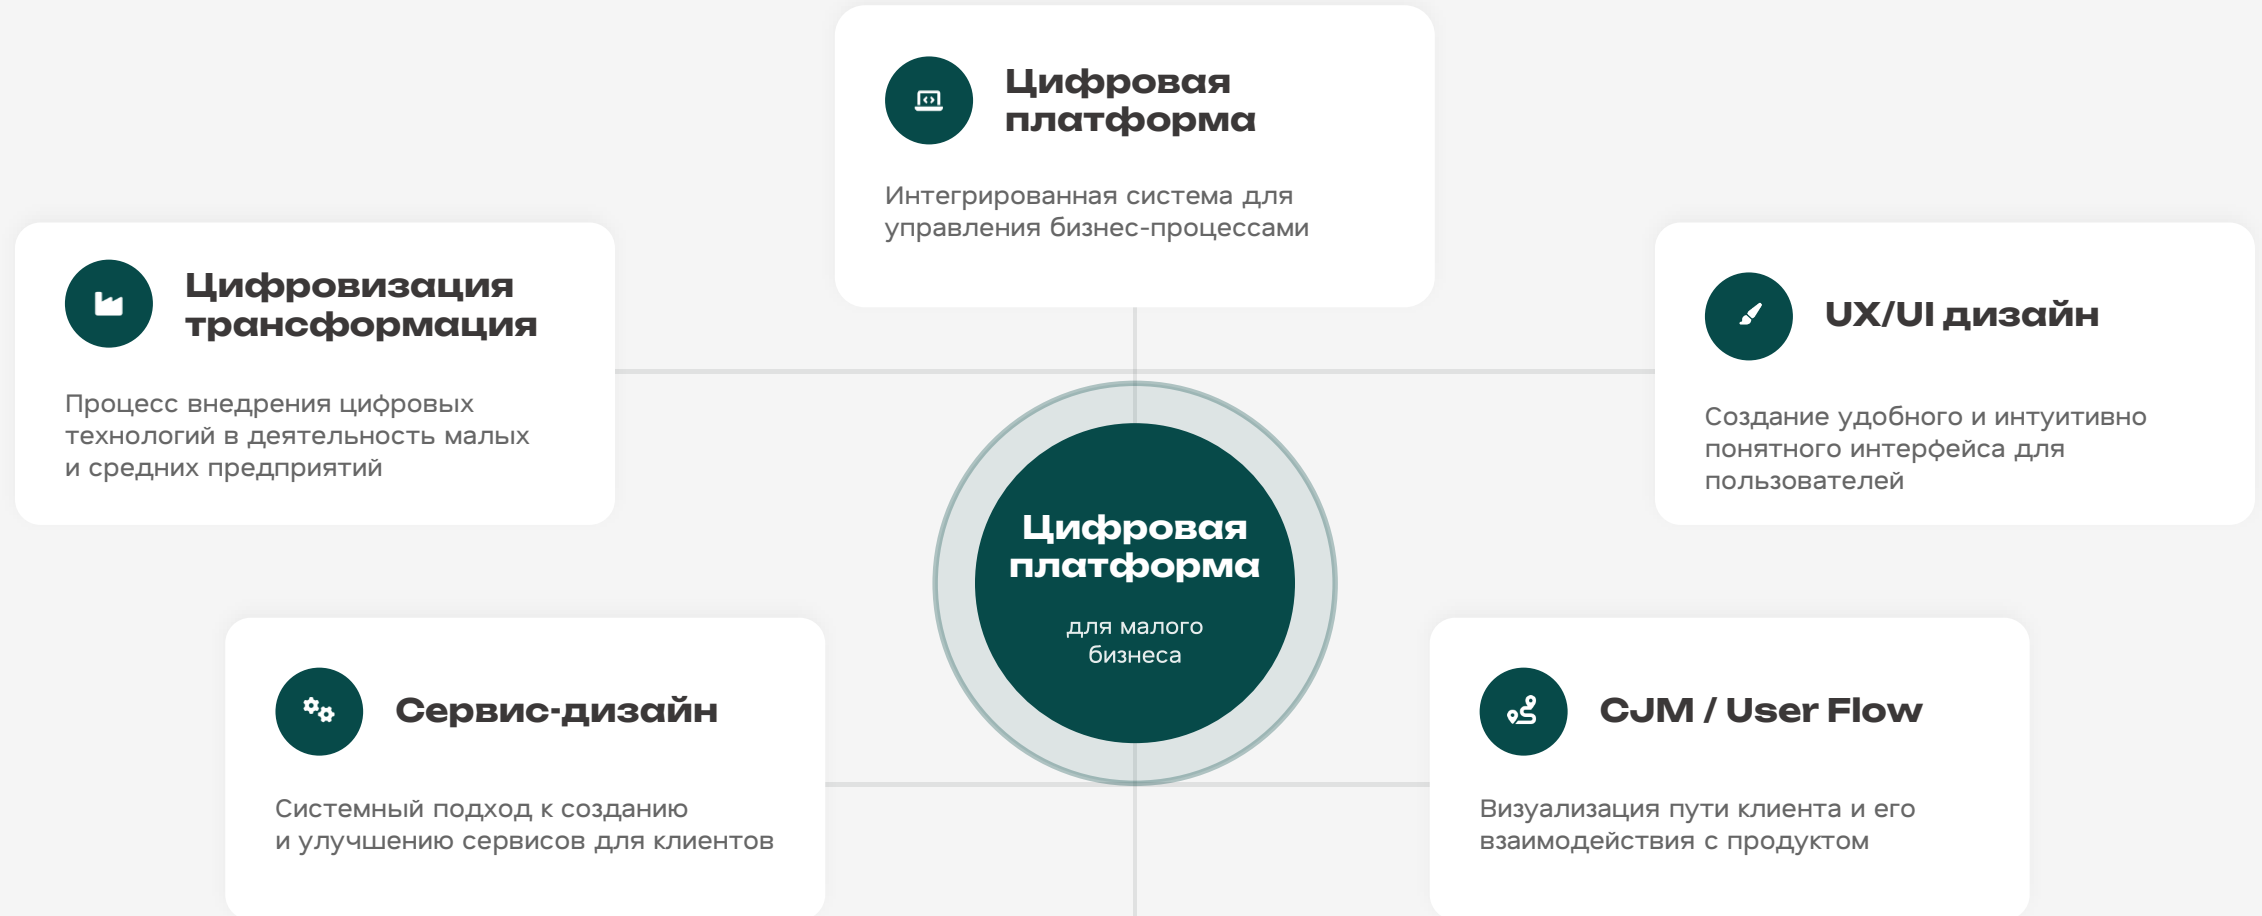 Цифровая
платформа
Интегрированная система для
управления бизнес-процессами
Цифровизация
трансформация
Процесс внедрения цифровых
технологий в деятельность малых
и средних предприятий
UX/UI дизайн
Создание удобного и интуитивно
понятного интерфейса для
пользователей
Цифровая
платформа
для малого
бизнеса
Сервис-дизайн
Системный подход к созданию
и улучшению сервисов для клиентов
CJM / User Flow
Визуализация пути клиента и его
взаимодействия с продуктом